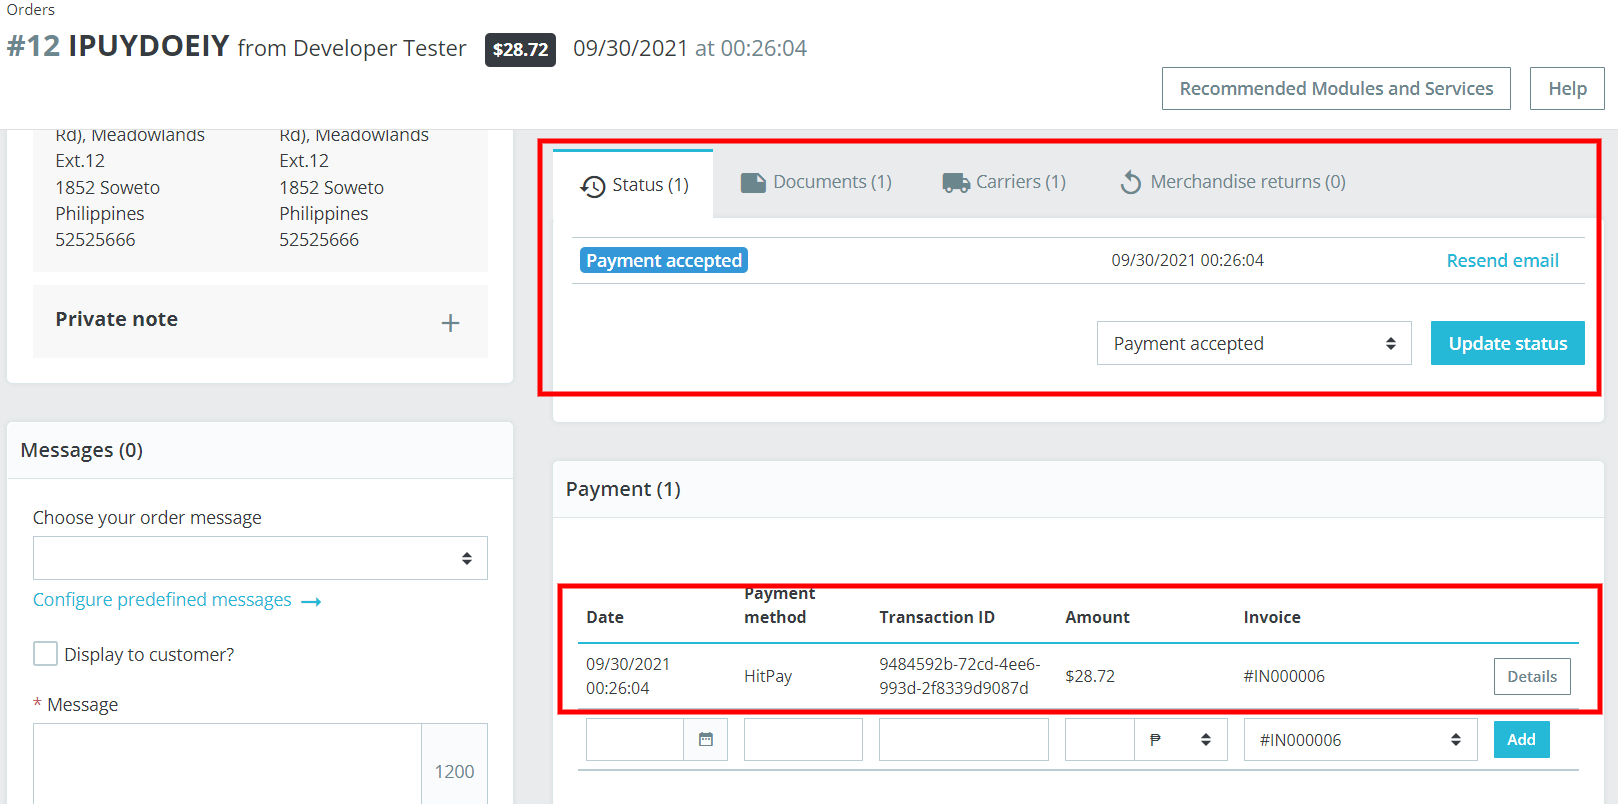 Orders
#12 IPUYDOEIY from Developer Tester $28.72 09/30/2021 at 00:26:04
Recommended Modules and Services
Help
Rd), Meadowlands
Ext.12
1852 Soweto
Philippines
52525666
Rd), Meadowlands
Ext.12
1852 Soweto
Philippines
52525666
Private note
Messages (0)
Choose your order message
Configure predefined messages →
Display to customer?
* Message
1200
Status (1)
Documents (1)
Carriers (1)
Merchandise returns (0)
Payment accepted 09/30/2021 00:26:04 Resend email
Payment accepted
Update status
Payment (1)
Date
Payment
method
Transaction ID
Amount
Invoice
09/30/2021
00:26:04
HitPay
9484592b-72cd-4ee6-
993d-2f8339d9087d
$28.72
#IN000006
Details
₱
#IN000006
Add